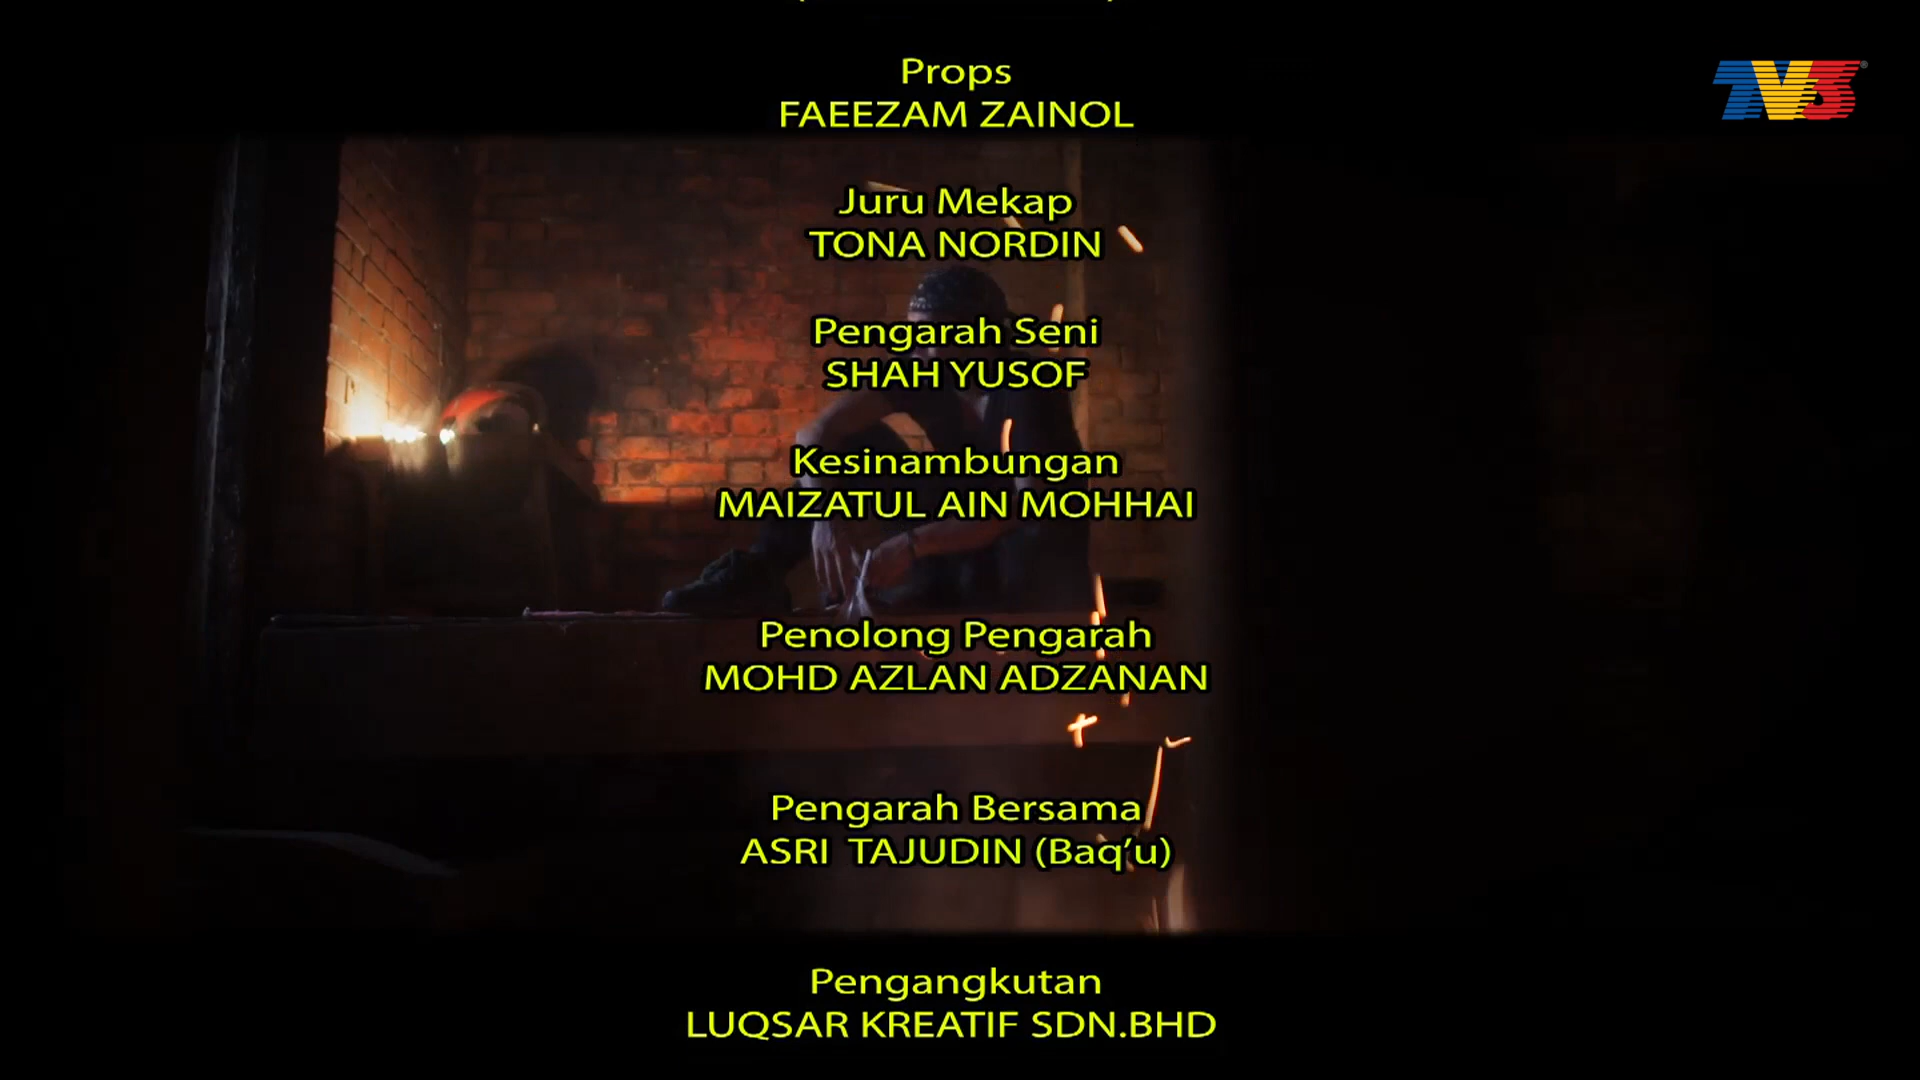 TV3
Props
FAEEZAM ZAINOL
Juru Mekap
TONA NORDIN
Pengarah Seni
SHAH YUSOF
Kesinambungan
MAIZATUL AIN MOHHAI
Penolong Pengarah
MOHD AZLAN ADZANAN
Pengarah Bersama
ASRI  TAJUDIN (Baq'u)
Pengangkutan
LUQSAR KREATIF SDN.BHD